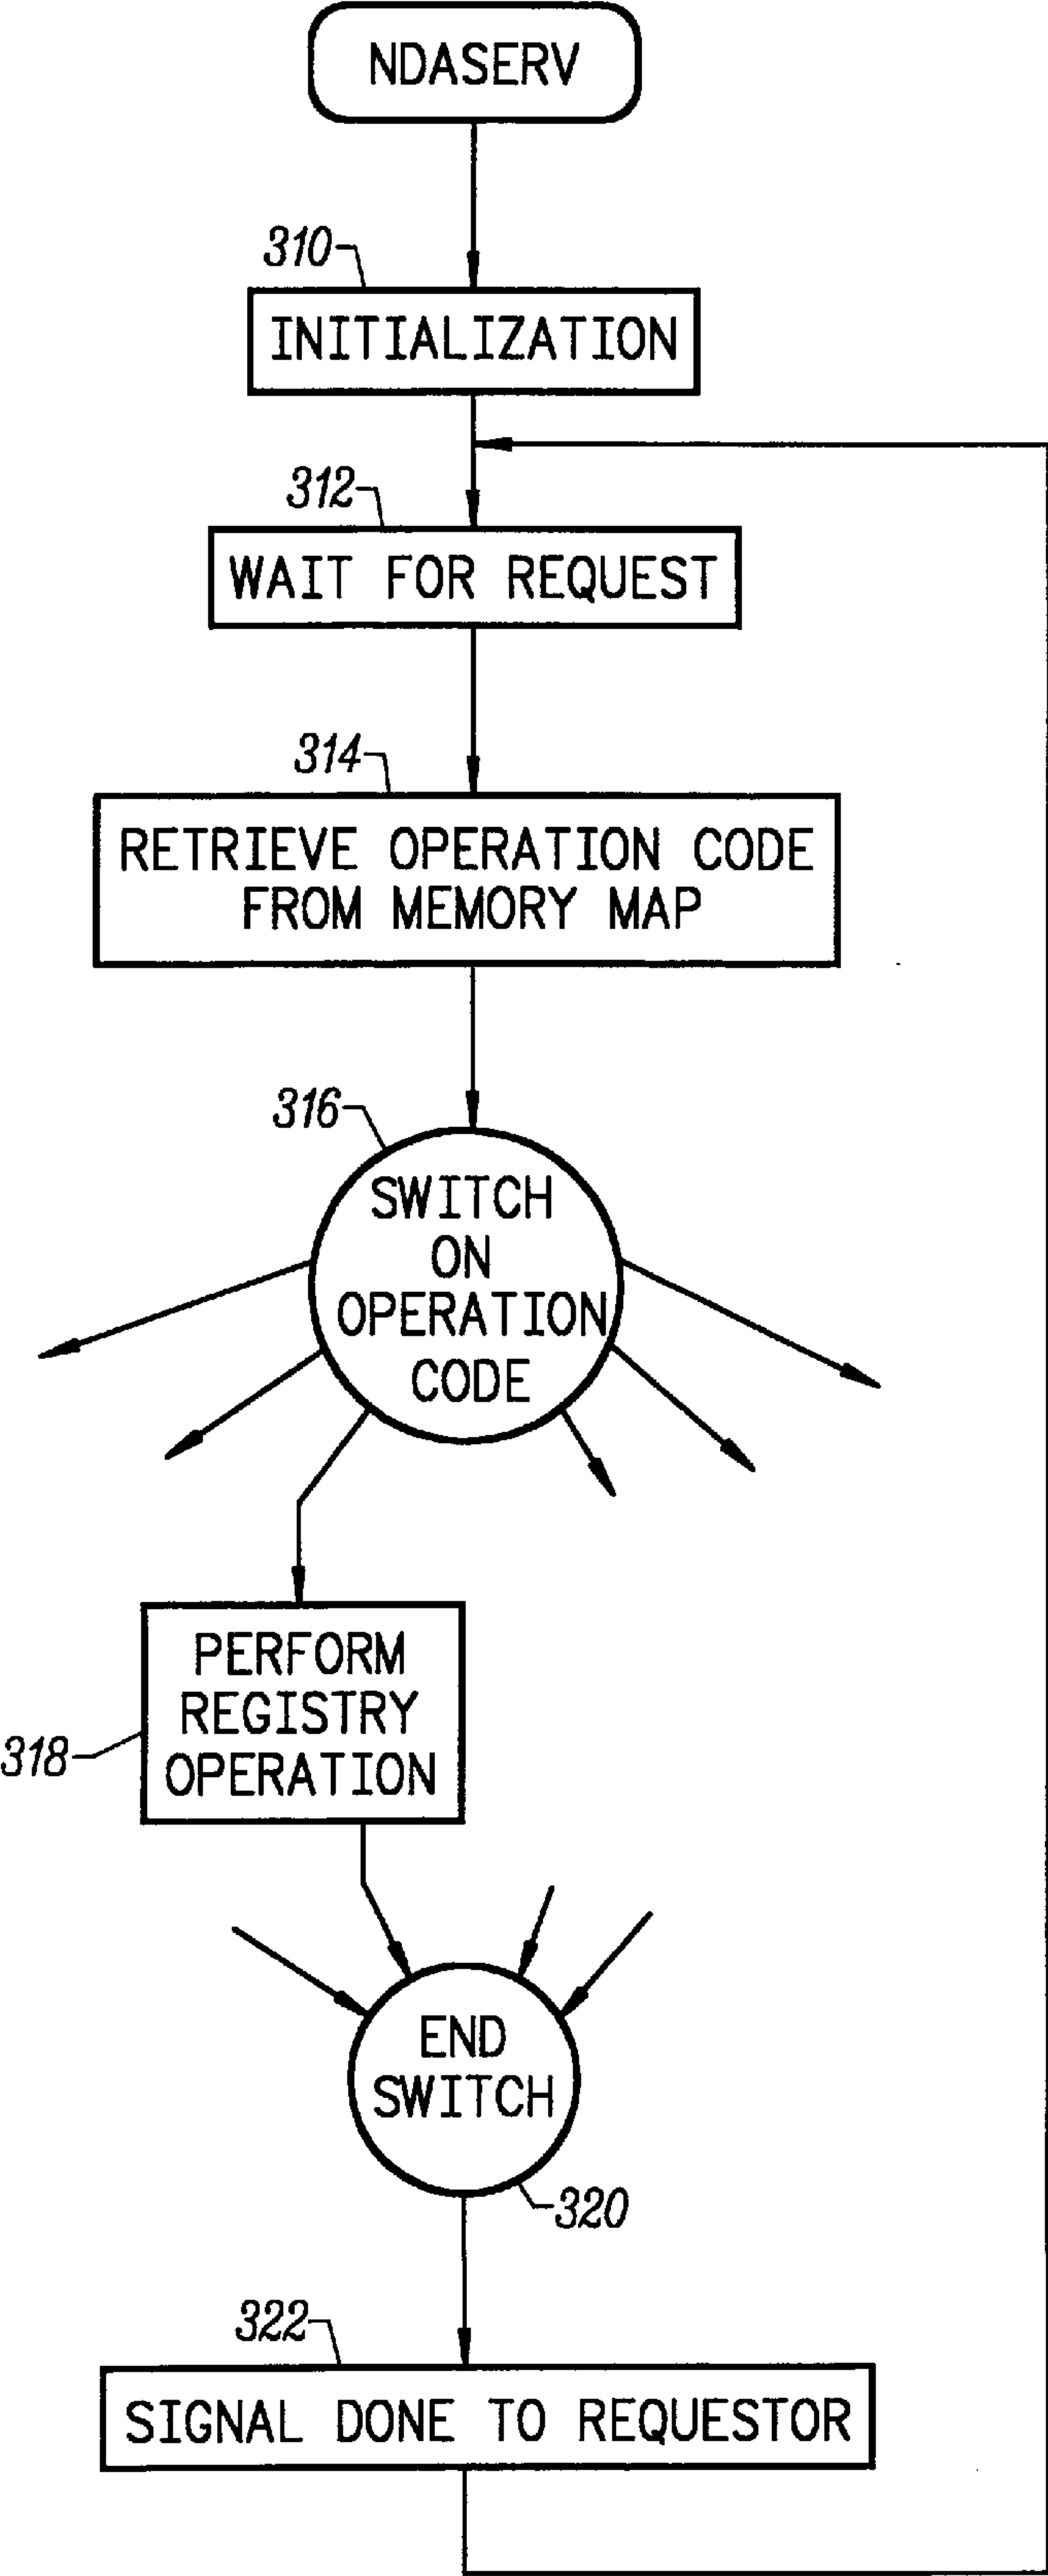 NDASERV
310
INITIALIZATION
312
WAIT FOR REQUEST
314
RETRIEVE OPERATION CODE
FROM MEMORY MAP
316
SWITCH
ON
OPERATION
CODE
PERFORM
REGISTRY
OPERATION
318
END
SWITCH
320
322
SIGNAL DONE TO REQUESTOR